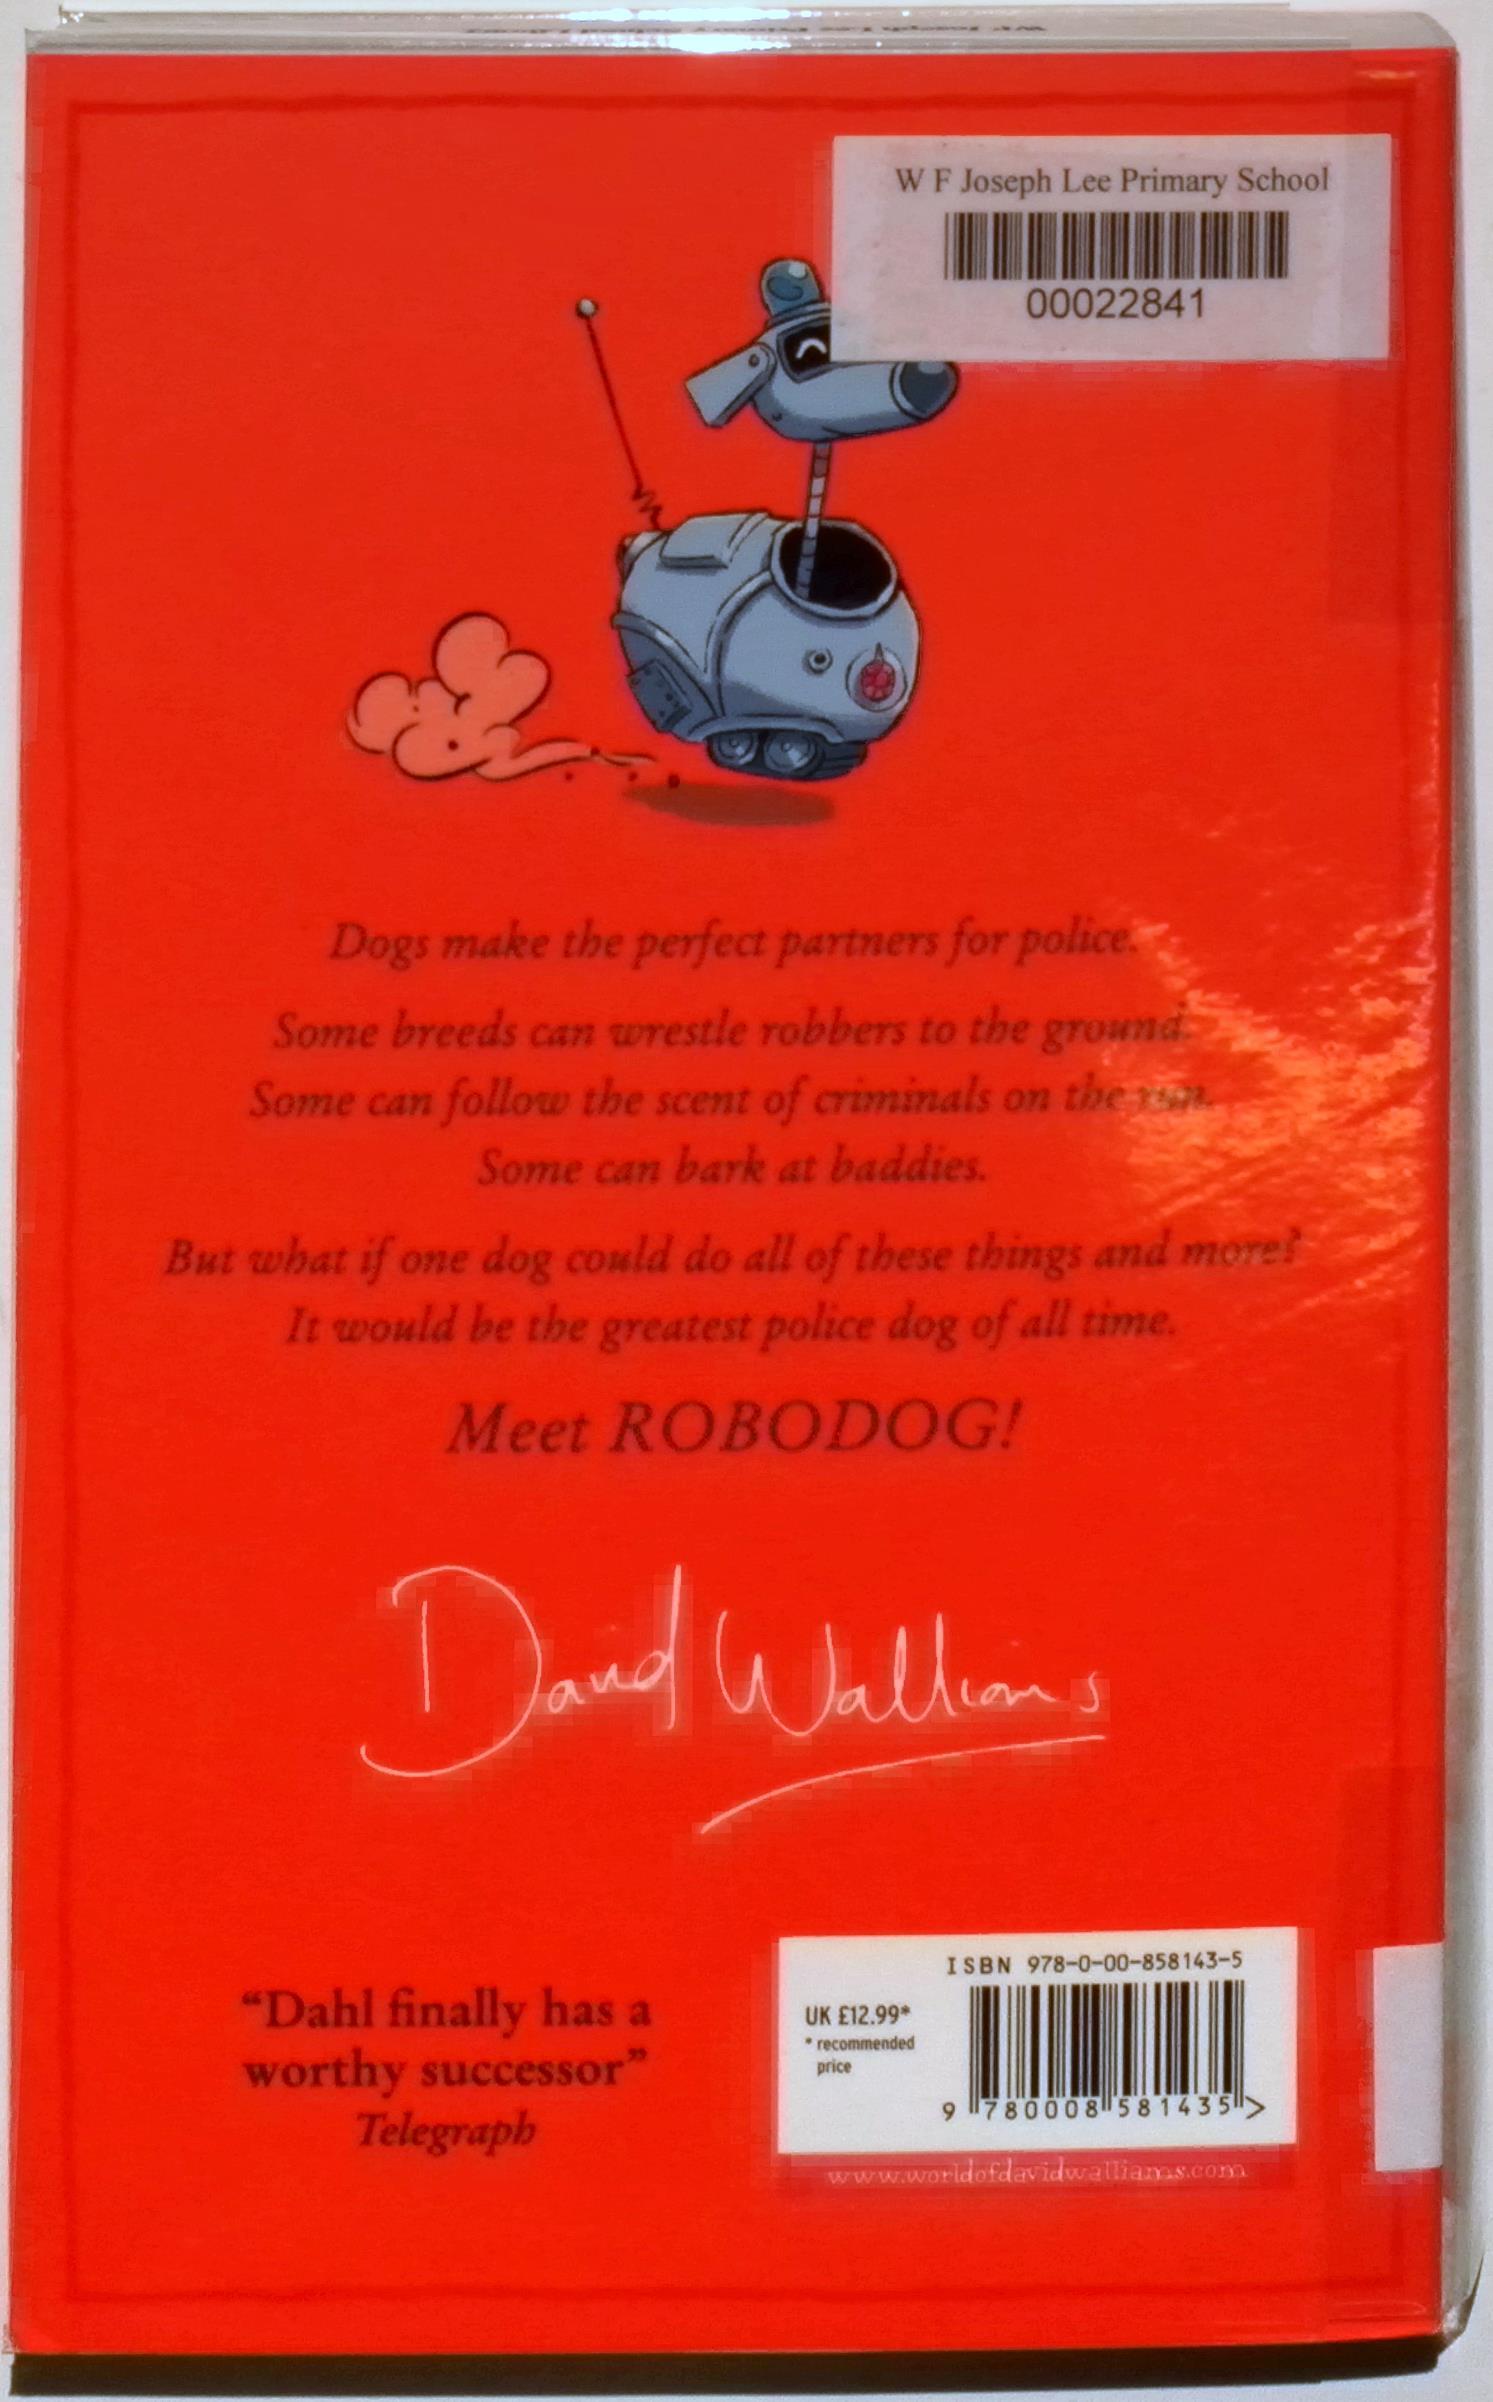 W F Joseph Lee Primary School
00022841
Dogs make the perfect partners for police.
Some breeds can wrestle robbers to the ground.
Some can follow the scent of criminals on the run.
Some can bark at baddies.
But what if one dog could do all of these things and more?
It would be the greatest police dog of all time.
Meet ROBODOG!
David Walliams
“Dahl finally has a
worthy successor”
Telegraph
ISBN 978-0-00-858143-5
UK £12.99*
* recommended
price
9 780008 581435 >
www.worldofdavidwalliams.com